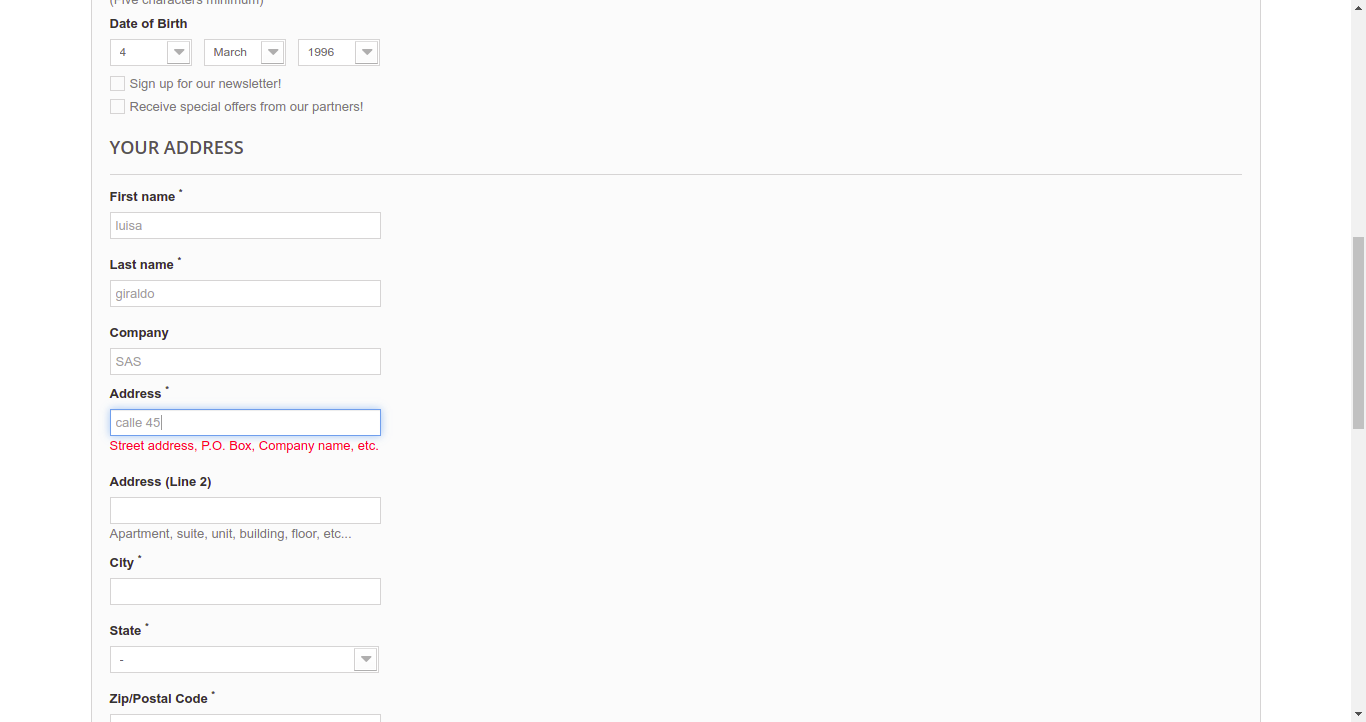 (Five characters minimum)
Date of Birth
4 March 1996
Sign up for our newsletter!
Receive special offers from our partners!
YOUR ADDRESS
First name *
luisa
Last name *
giraldo
Company
SAS
Address *
calle 45
Street address, P.O. Box, Company name, etc.
Address (Line 2)
Apartment, suite, unit, building, floor, etc...
City *
State *
-
Zip/Postal Code *